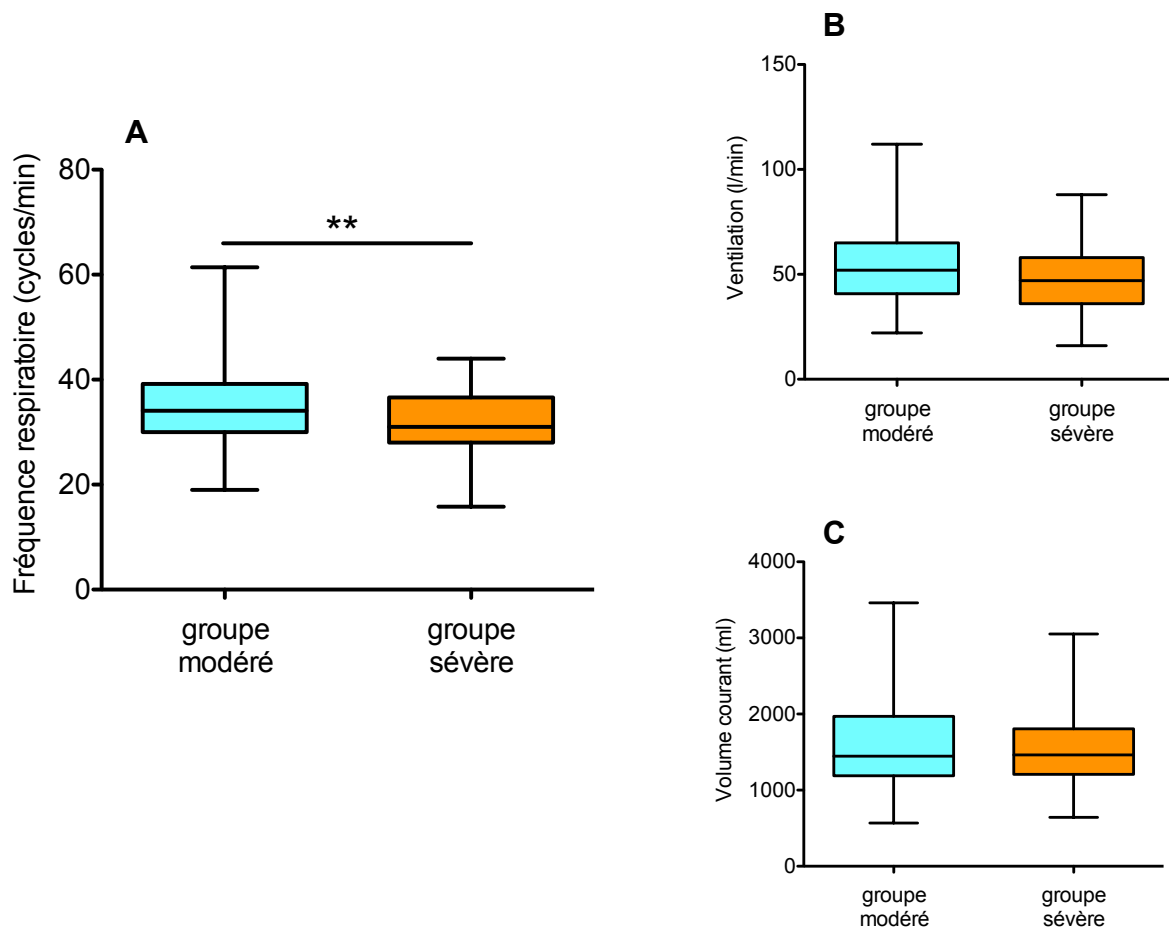 A
Fréquence respiratoire (cycles/min)
80
60
40
20
0
**
groupe
modéré
groupe
sévère
B
Ventilation (l/min)
150
100
50
0
groupe
modéré
groupe
sévère
C
Volume courant (ml)
4000
3000
2000
1000
0
groupe
modéré
groupe
sévère